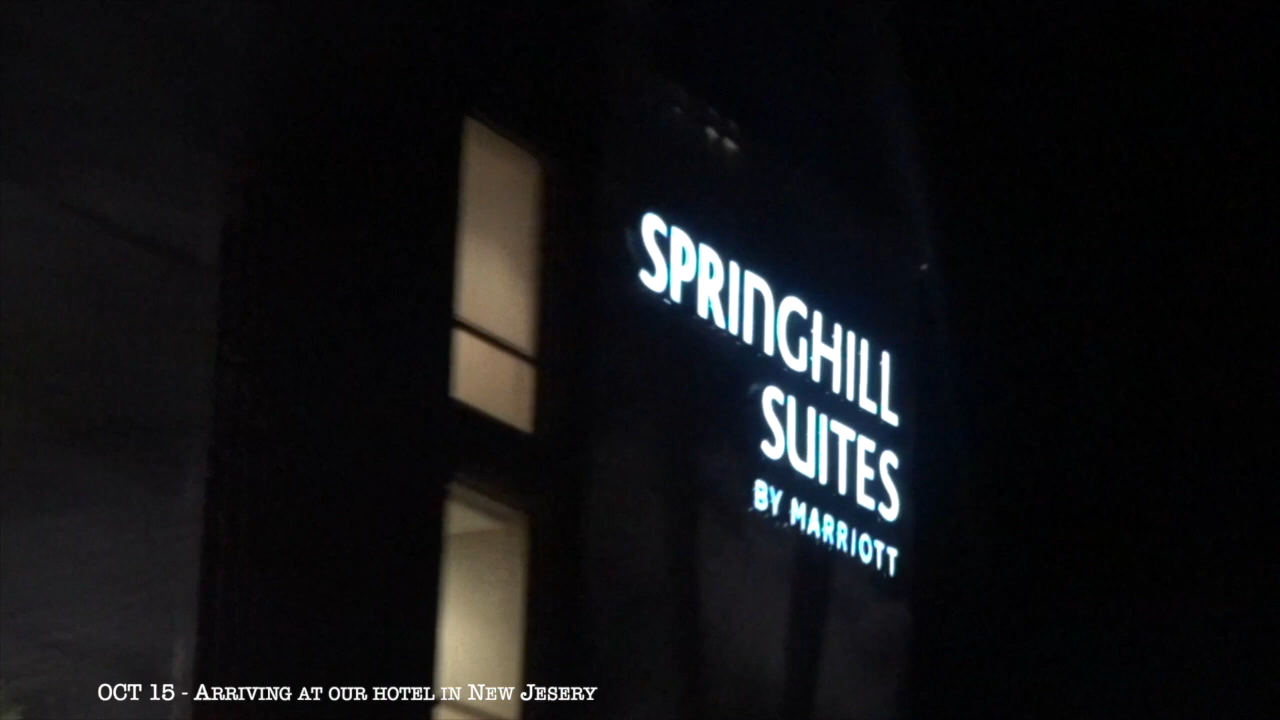 SPRINGHILL
SUITES
BY MARRIOTT
OCT 15 - Arriving at our hotel in New Jesery